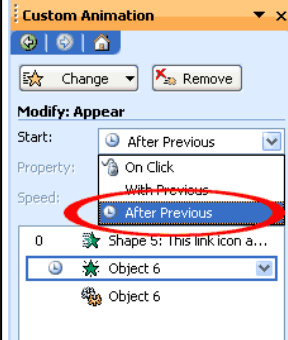 Custom Animation
Change
Remove
Modify: Appear
Start:
After Previous
Property:
On Click
With Previous
Speed:
After Previous
0
Shape 5: This link icon a...
Object 6
Object 6